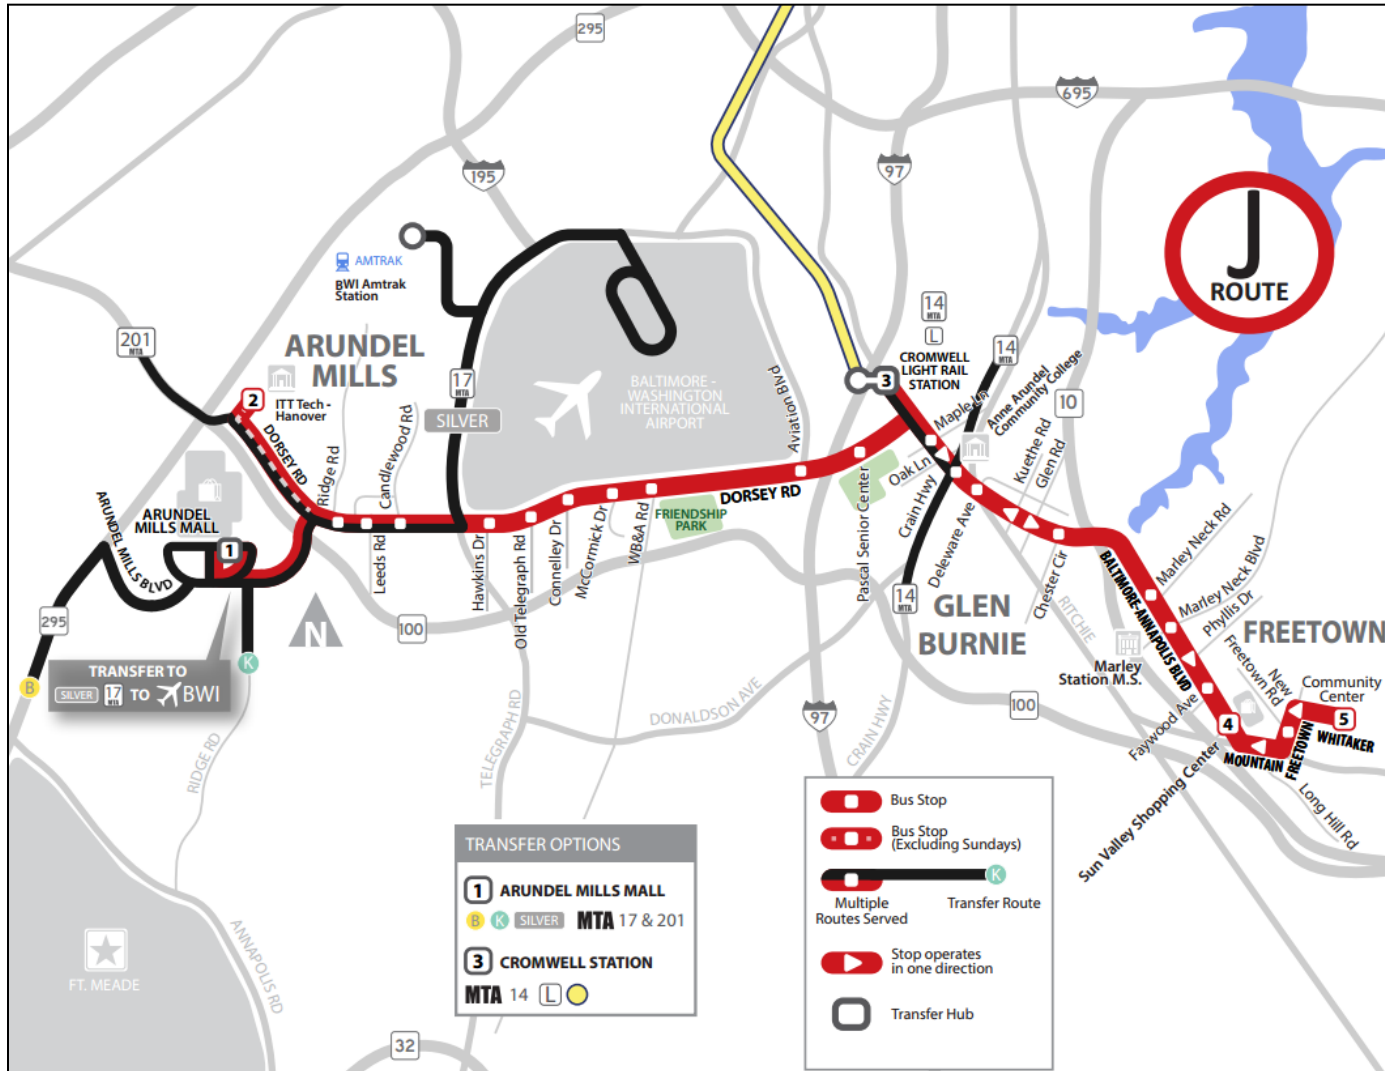 295
695
195
97
J
ROUTE
AMTRAK
BWI Amtrak
Station
201
MTA
ARUNDEL
MILLS
17
MTA
SILVER
BALTIMORE -
WASHINGTON
INTERNATIONAL
AIRPORT
Aviation Blvd
14
MTA
L
CROMWELL
LIGHT RAIL
STATION
3
14
MTA
Anne Arundel
Community College
10
2
ITT Tech -
Hanover
DORSEY RD
Ridge Rd
Candlewood Rd
Maple Ln
Oak Ln
Kuethe Rd
Glen Rd
ARUNDEL
MILLS MALL
1
ARUNDEL MILLS BLVD
DORSEY RD
FRIENDSHIP
PARK
Pascal Senior Center
Crain Hwy
Deleware Ave
Leeds Rd
Hawkins Dr
Old Telegraph Rd
Connelley Dr
McCormick Dr
WB&A Rd
Chester Cir
Marley Neck Rd
Marley Neck Blvd
Phyllis Dr
BALTIMORE-ANNAPOLIS BLVD
14
MTA
GLEN
BURNIE
RITCHIE
FREETOWN
295
N
100
TRANSFER TO
SILVER 17 MTA TO BWI
B
K
Marley
Station M.S.
New
Freetown Rd
Community
Center
Faywood Ave
4
5
WHITAKER
FREETOWN
MOUNTAIN
Sun Valley Shopping Center
Long Hill Rd
100
97
RIDGE RD
TELEGRAPH RD
DONALDSON AVE
CRAIN HWY
ANNAPOLIS RD
FT. MEADE
32
TRANSFER OPTIONS
1 ARUNDEL MILLS MALL
B K SILVER MTA 17 & 201
3 CROMWELL STATION
MTA 14 L
Bus Stop
Bus Stop
(Excluding Sundays)
K
Multiple
Routes Served
Transfer Route
Stop operates
in one direction
Transfer Hub